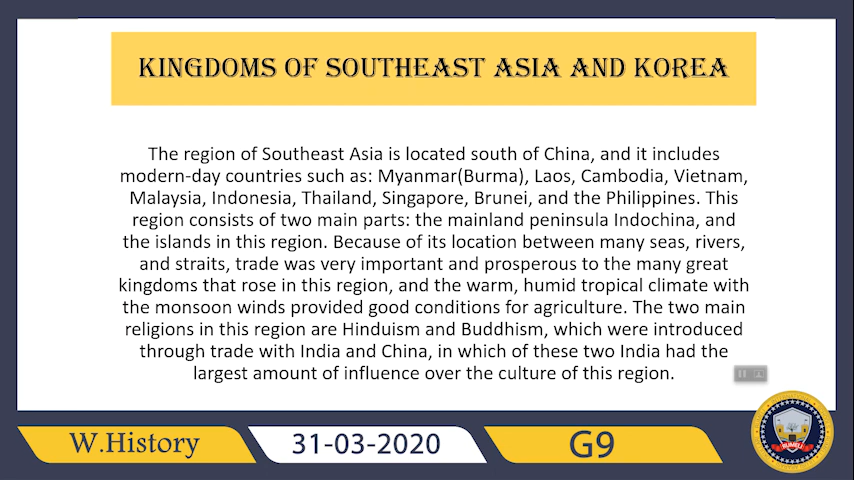 KINGDOMS OF SOUTHEAST ASIA AND KOREA
The region of Southeast Asia is located south of China, and it includes
modern-day countries such as: Myanmar(Burma), Laos, Cambodia, Vietnam,
Malaysia, Indonesia, Thailand, Singapore, Brunei, and the Philippines. This
region consists of two main parts: the mainland peninsula Indochina, and
the islands in this region. Because of its location between many seas, rivers,
and straits, trade was very important and prosperous to the many great
kingdoms that rose in this region, and the warm, humid tropical climate with
the monsoon winds provided good conditions for agriculture. The two main
religions in this region are Hinduism and Buddhism, which were introduced
through trade with India and China, in which of these two India had the
largest amount of influence over the culture of this region.
W.History
31-03-2020
G9